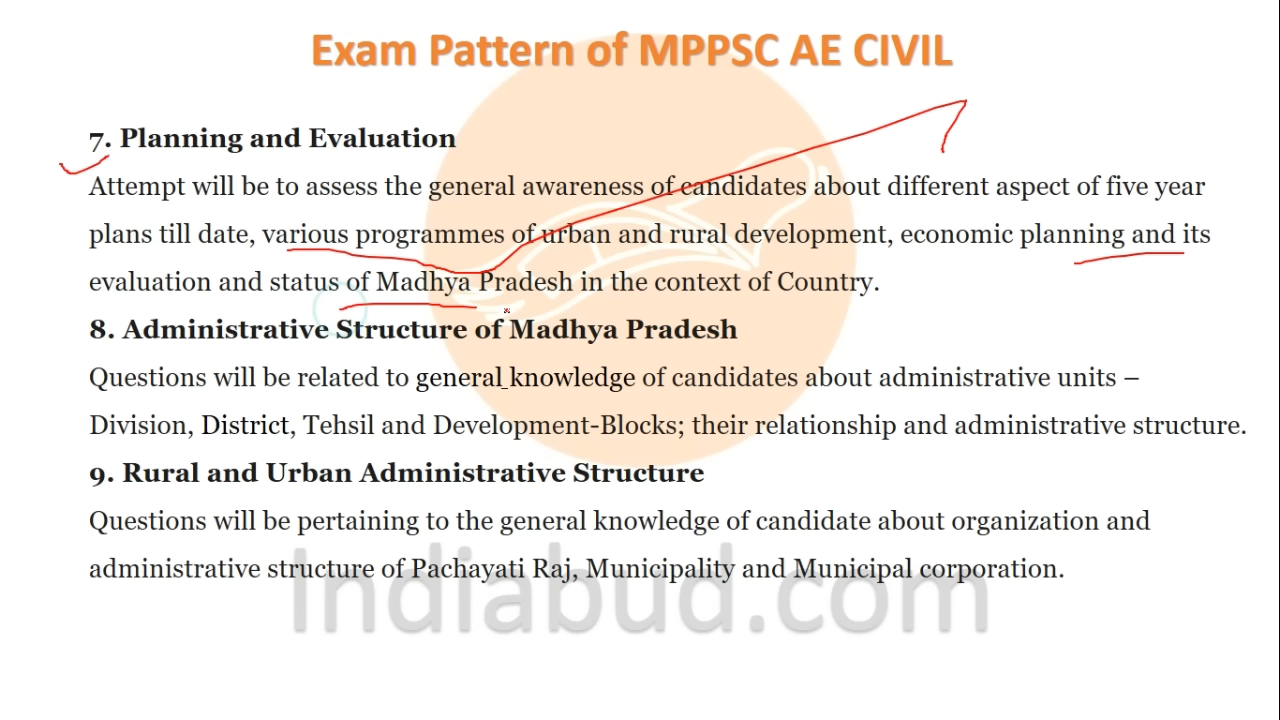 Exam Pattern of MPPSC AE CIVIL
7. Planning and Evaluation
Attempt will be to assess the general awareness of candidates about different aspect of five year
plans till date, various programmes of urban and rural development, economic planning and its
evaluation and status of Madhya Pradesh in the context of Country.
8. Administrative Structure of Madhya Pradesh
Questions will be related to general knowledge of candidates about administrative units –
Division, District, Tehsil and Development-Blocks; their relationship and administrative structure.
9. Rural and Urban Administrative Structure
Questions will be pertaining to the general knowledge of candidate about organization and
administrative structure of Pachayati Raj, Municipality and Municipal corporation.
Indiabud.com